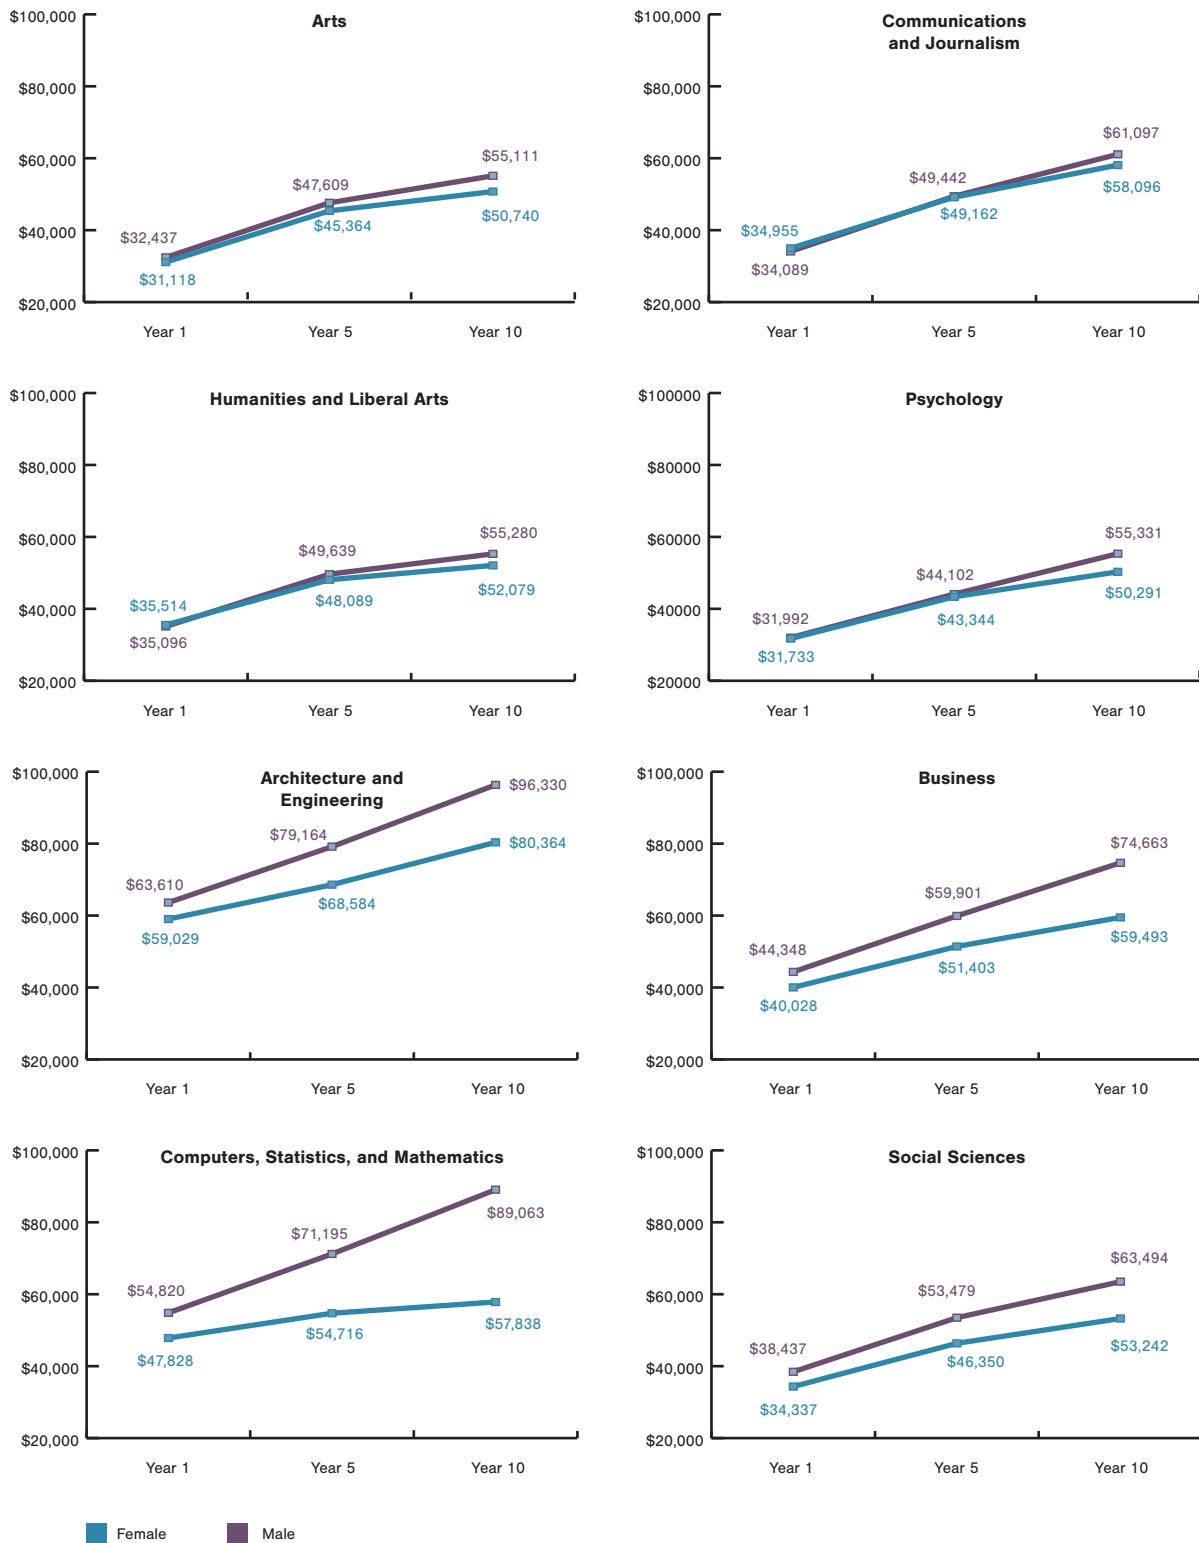 Arts
$100,000
$80,000
$60,000
$40,000
$20,000
$32,437
$31,118
$47,609
$45,364
$55,111
$50,740
Year 1
Year 5
Year 10
Communications
and Journalism
$100,000
$80,000
$60,000
$40,000
$20,000
$34,955
$34,089
$49,442
$49,162
$61,097
$58,096
Year 1
Year 5
Year 10
Humanities and Liberal Arts
$100,000
$80,000
$60,000
$40,000
$20,000
$35,514
$35,096
$49,639
$48,089
$55,280
$52,079
Year 1
Year 5
Year 10
Psychology
$100000
$80000
$60000
$40000
$20000
$31,992
$31,733
$44,102
$43,344
$55,331
$50,291
Year 1
Year 5
Year 10
Architecture and
Engineering
$100,000
$80,000
$60,000
$40,000
$20,000
$63,610
$59,029
$79,164
$68,584
$96,330
$80,364
Year 1
Year 5
Year 10
Business
$100,000
$80,000
$60,000
$40,000
$20,000
$44,348
$40,028
$59,901
$51,403
$74,663
$59,493
Year 1
Year 5
Year 10
Computers, Statistics, and Mathematics
$100,000
$80,000
$60,000
$40,000
$20,000
$54,820
$47,828
$71,195
$54,716
$89,063
$57,838
Year 1
Year 5
Year 10
Social Sciences
$100,000
$80,000
$60,000
$40,000
$20,000
$38,437
$34,337
$53,479
$46,350
$63,494
$53,242
Year 1
Year 5
Year 10
Female
Male